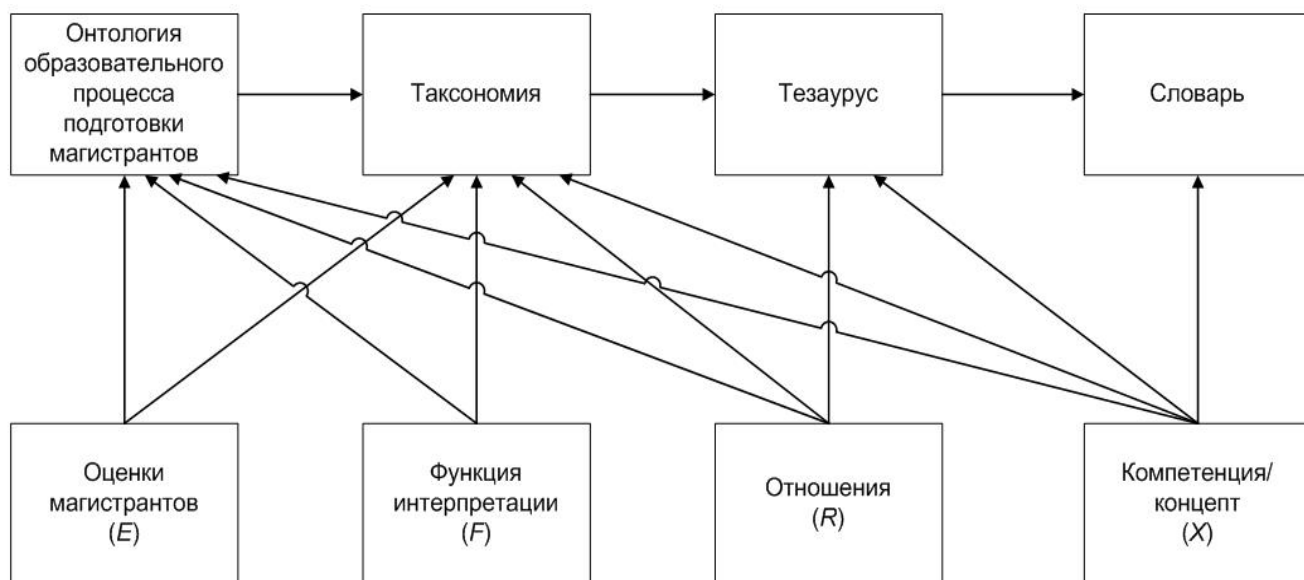 Онтология
образовательного
процесса
подготовки
магистрантов
Таксономия
Тезаурус
Словарь
Оценки
магистрантов
(E)
Функция
интерпретации
(F)
Отношения
(R)
Компетенция/
концепт
(X)